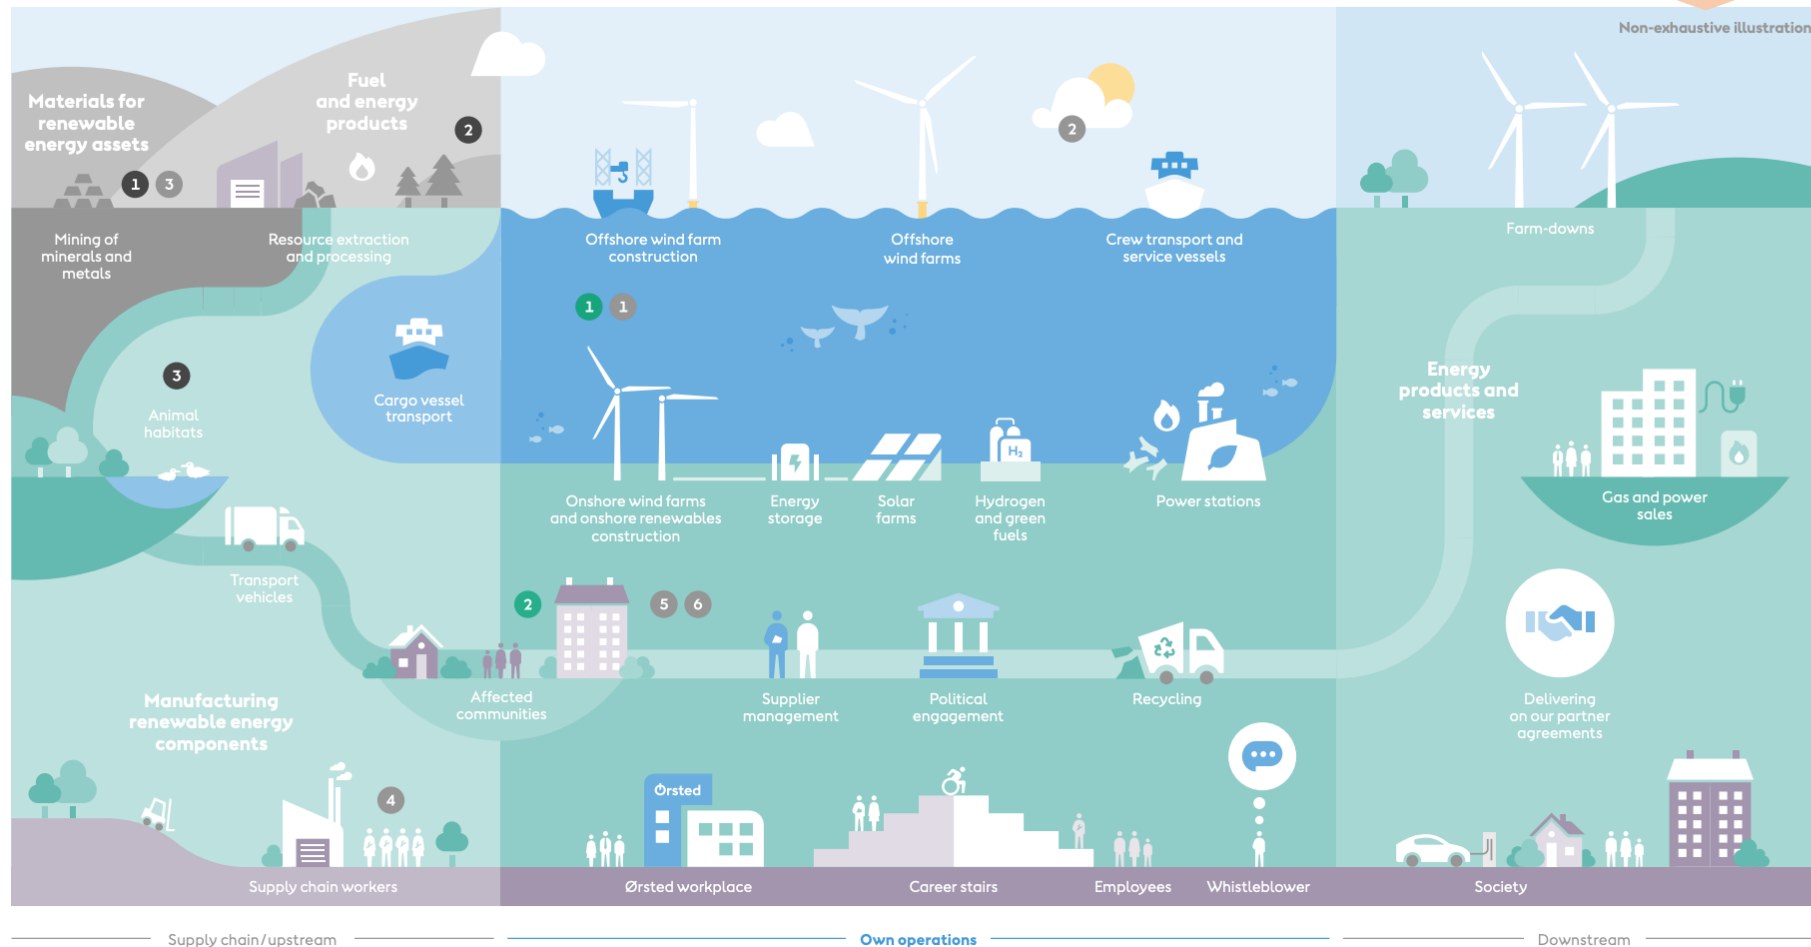 Non-exhaustive illustration
Materials for
renewable
energy assets
1 3
Fuel
and energy
products
2
2
Mining of
minerals and
metals
Resource extraction
and processing
Offshore wind farm
construction
Offshore
wind farms
Crew transport and
service vessels
Farm-downs
1 1
3
Animal
habitats
Cargo vessel
transport
Energy
products and
services
H₂
Onshore wind farms
and onshore renewables
construction
Energy
storage
Solar
farms
Hydrogen
and green
fuels
Power stations
Gas and power
sales
Transport
vehicles
2
5 6
Affected
communities
Supplier
management
Political
engagement
Recycling
Delivering
on our partner
agreements
Manufacturing
renewable energy
components
4
Ørsted
Supply chain workers
Ørsted workplace
Career stairs
Employees
Whistleblower
Society
Supply chain/upstream
Own operations
Downstream